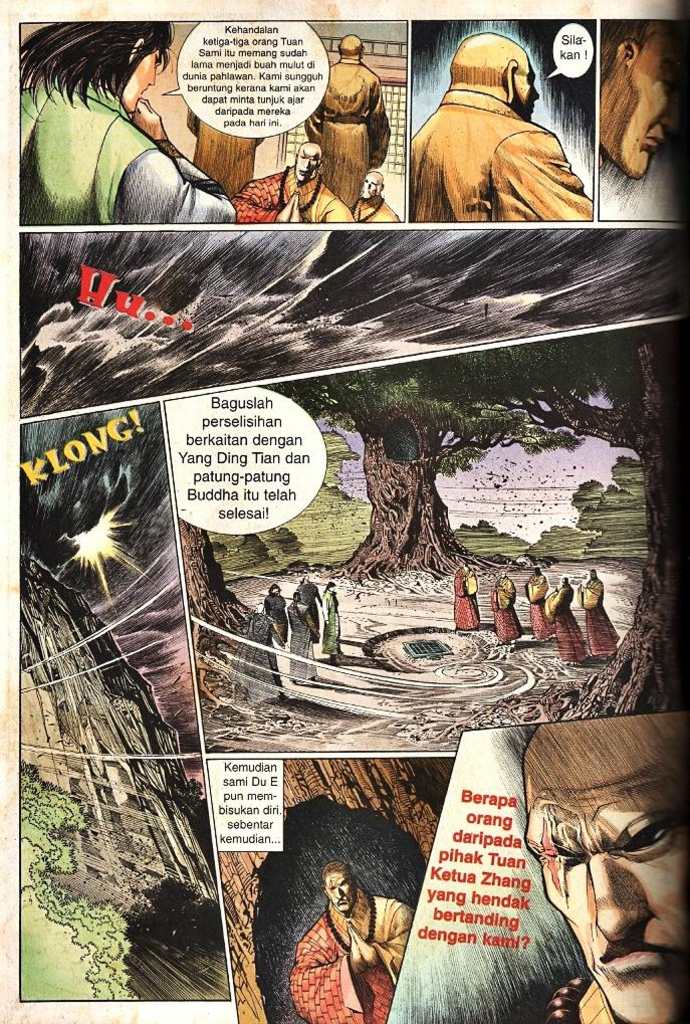 Kehandalan
ketiga-tiga orang Tuan
Sami itu memang sudah
lama menjadi buah mulut di
dunia pahlawan. Kami sungguh
beruntung kerana kami akan
dapat minta tunjuk ajar
daripada mereka
pada hari ini.
Sila-
kan !
Hu...
KLONG!
Baguslah
perselisihan
berkaitan dengan
Yang Ding Tian dan
patung-patung
Buddha itu telah
selesai!
Kemudian
sami Du E
pun mem-
bisukan diri.
sebentar
kemudian...
Berapa
orang
daripada
pihak Tuan
Ketua Zhang
yang hendak
bertanding
dengan kami?